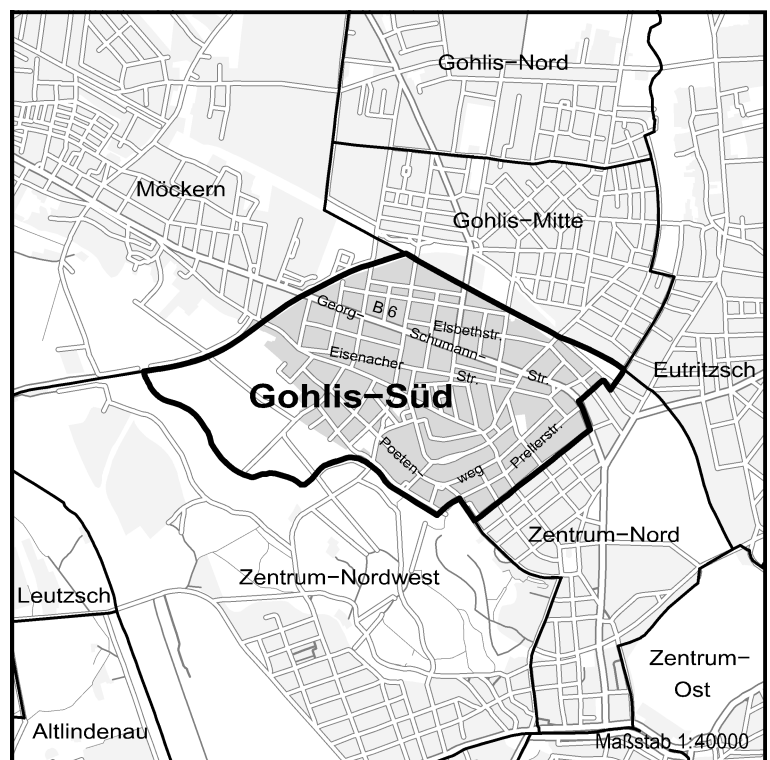 Gohlis–Nord
Möckern
Gohlis–Mitte
Georg–
B 6
Elsbethstr.
Schumann–
Eisenacher
Str.
Str.
Eutritzsch
Gohlis–Süd
Poeten–
weg
Prellerstr.
Zentrum–Nord
Zentrum–Nordwest
Leutzsch
Zentrum–
Ost
Altlindenau
Maßstab 1:40000